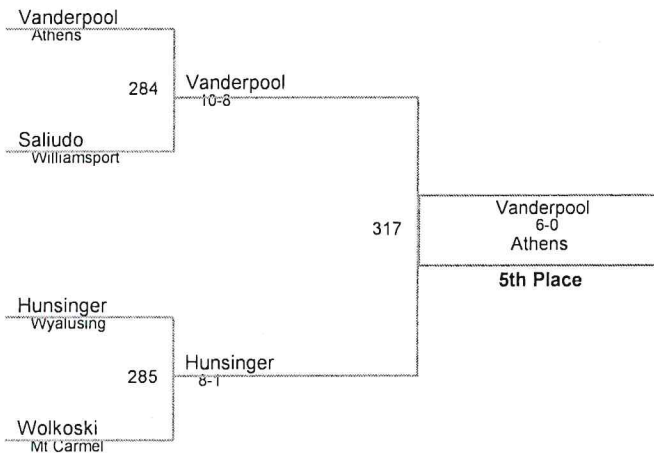 Vanderpool
Athens
284
Vanderpool
10-8
Saliudo
Williamsport
317
Vanderpool
6-0
Athens
5th Place
Hunsinger
Wyalusing
285
Hunsinger
8-1
Wolkoski
Mt Carmel